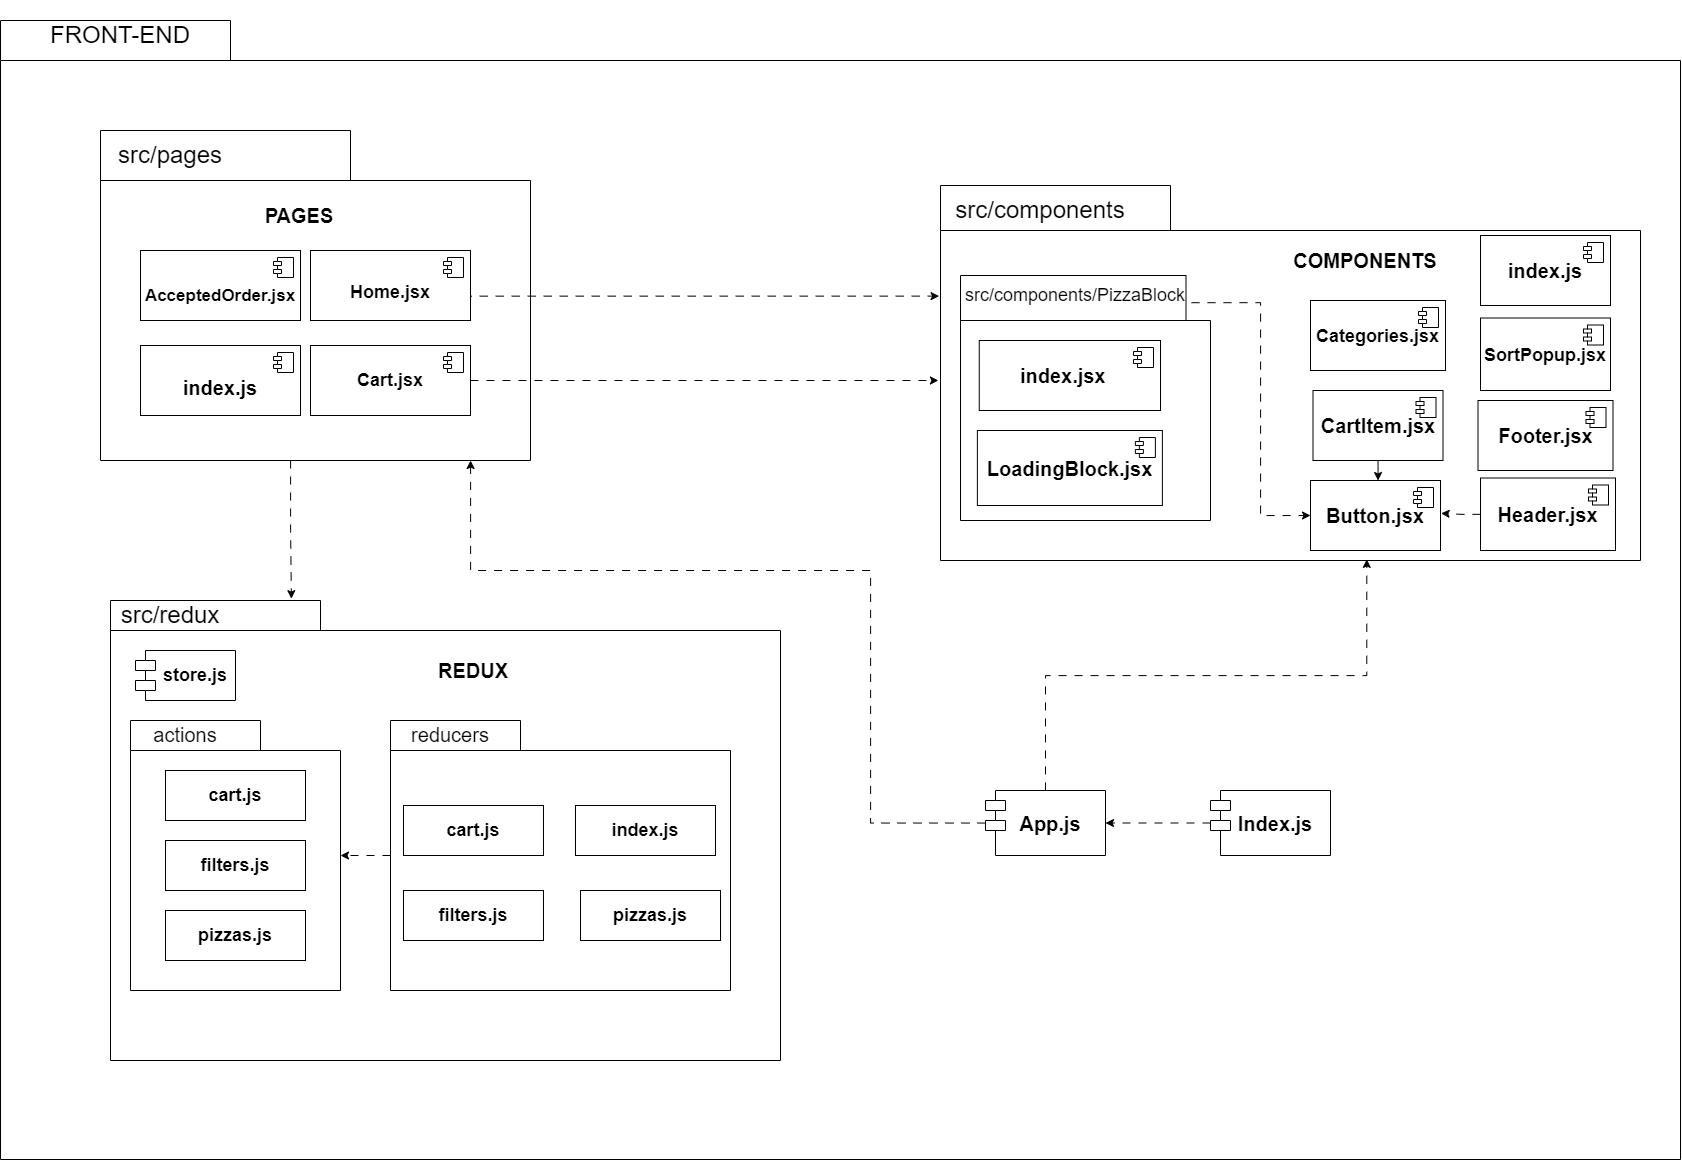 FRONT-END
src/pages
PAGES
AcceptedOrder.jsx
Home.jsx
index.js
Cart.jsx
src/components
COMPONENTS
index.js
src/components/PizzaBlock
Categories.jsx
SortPopup.jsx
index.jsx
CartItem.jsx
Footer.jsx
LoadingBlock.jsx
Button.jsx
Header.jsx
src/redux
store.js
REDUX
actions
cart.js
filters.js
pizzas.js
reducers
cart.js
index.js
filters.js
pizzas.js
App.js
Index.js